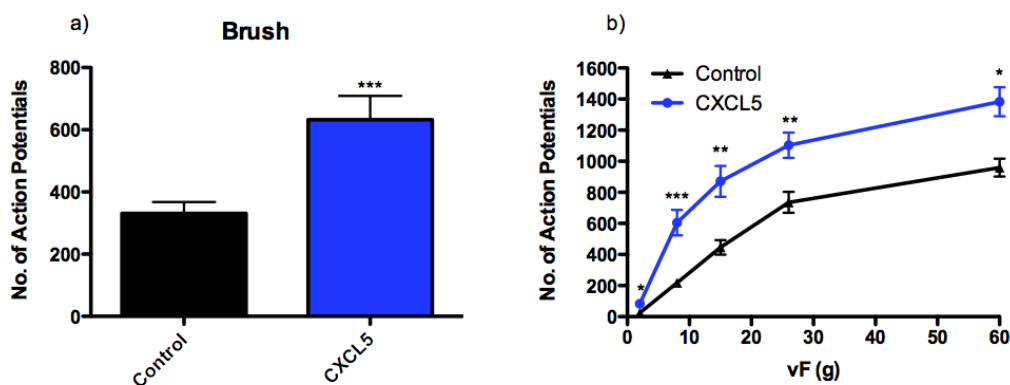 a)
Brush
No. of Action Potentials
800
600
400
200
0
***
Control
CXCL5
b)
No. of Action Potentials
1600
1400
1200
1000
800
600
400
200
0
Control
CXCL5
*
***
**
**
*
0 10 20 30 40 50 60
vF (g)